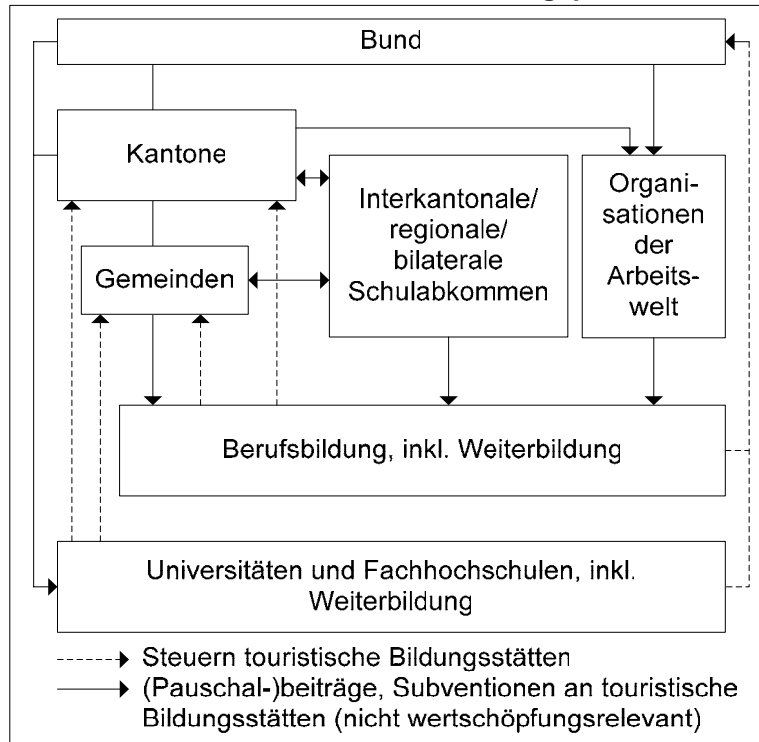 Bund
Kantone
Interkantonale/
regionale/
bilaterale
Schulabkommen
Organi-
sationen
der
Arbeits-
welt
Gemeinden
Berufsbildung, inkl. Weiterbildung
Universitäten und Fachhochschulen, inkl.
Weiterbildung
Steuern touristische Bildungsstätten
(Pauschal-)beiträge, Subventionen an touristische
Bildungsstätten (nicht wertschöpfungsrelevant)